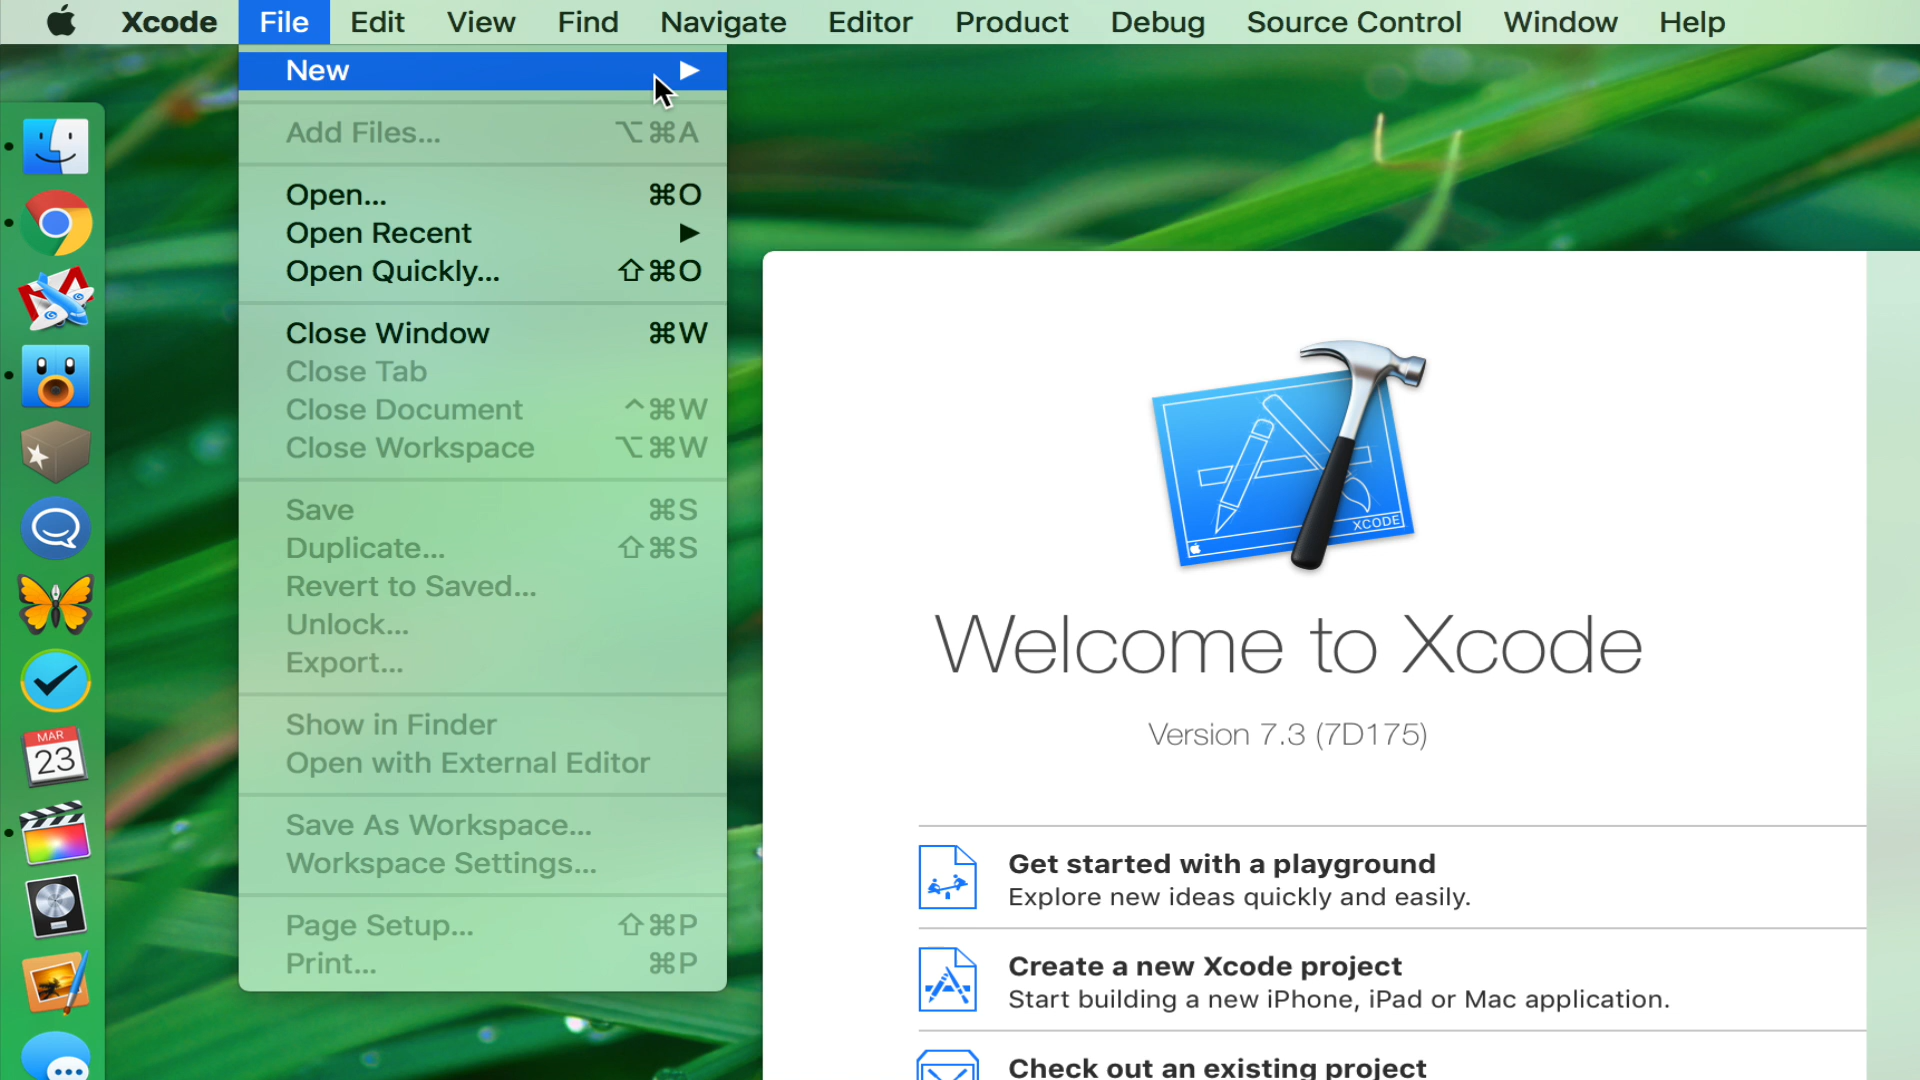 Xcode File Edit View Find Navigate Editor Product Debug Source Control Window Help
New ▶
Add Files... ⌥⌘A
Open... ⌘O
Open Recent ▶
Open Quickly... ⇧⌘O
Close Window ⌘W
Close Tab
Close Document ^⌘W
Close Workspace ⌥⌘W
Save ⌘S
Duplicate... ⇧⌘S
Revert to Saved...
Unlock...
Export...
Show in Finder
Open with External Editor
Save As Workspace...
Workspace Settings...
Page Setup... ⇧⌘P
Print... ⌘P
MAR
23
XCODE
Welcome to Xcode
Version 7.3 (7D175)
Get started with a playground
Explore new ideas quickly and easily.
Create a new Xcode project
Start building a new iPhone, iPad or Mac application.
Check out an existing project